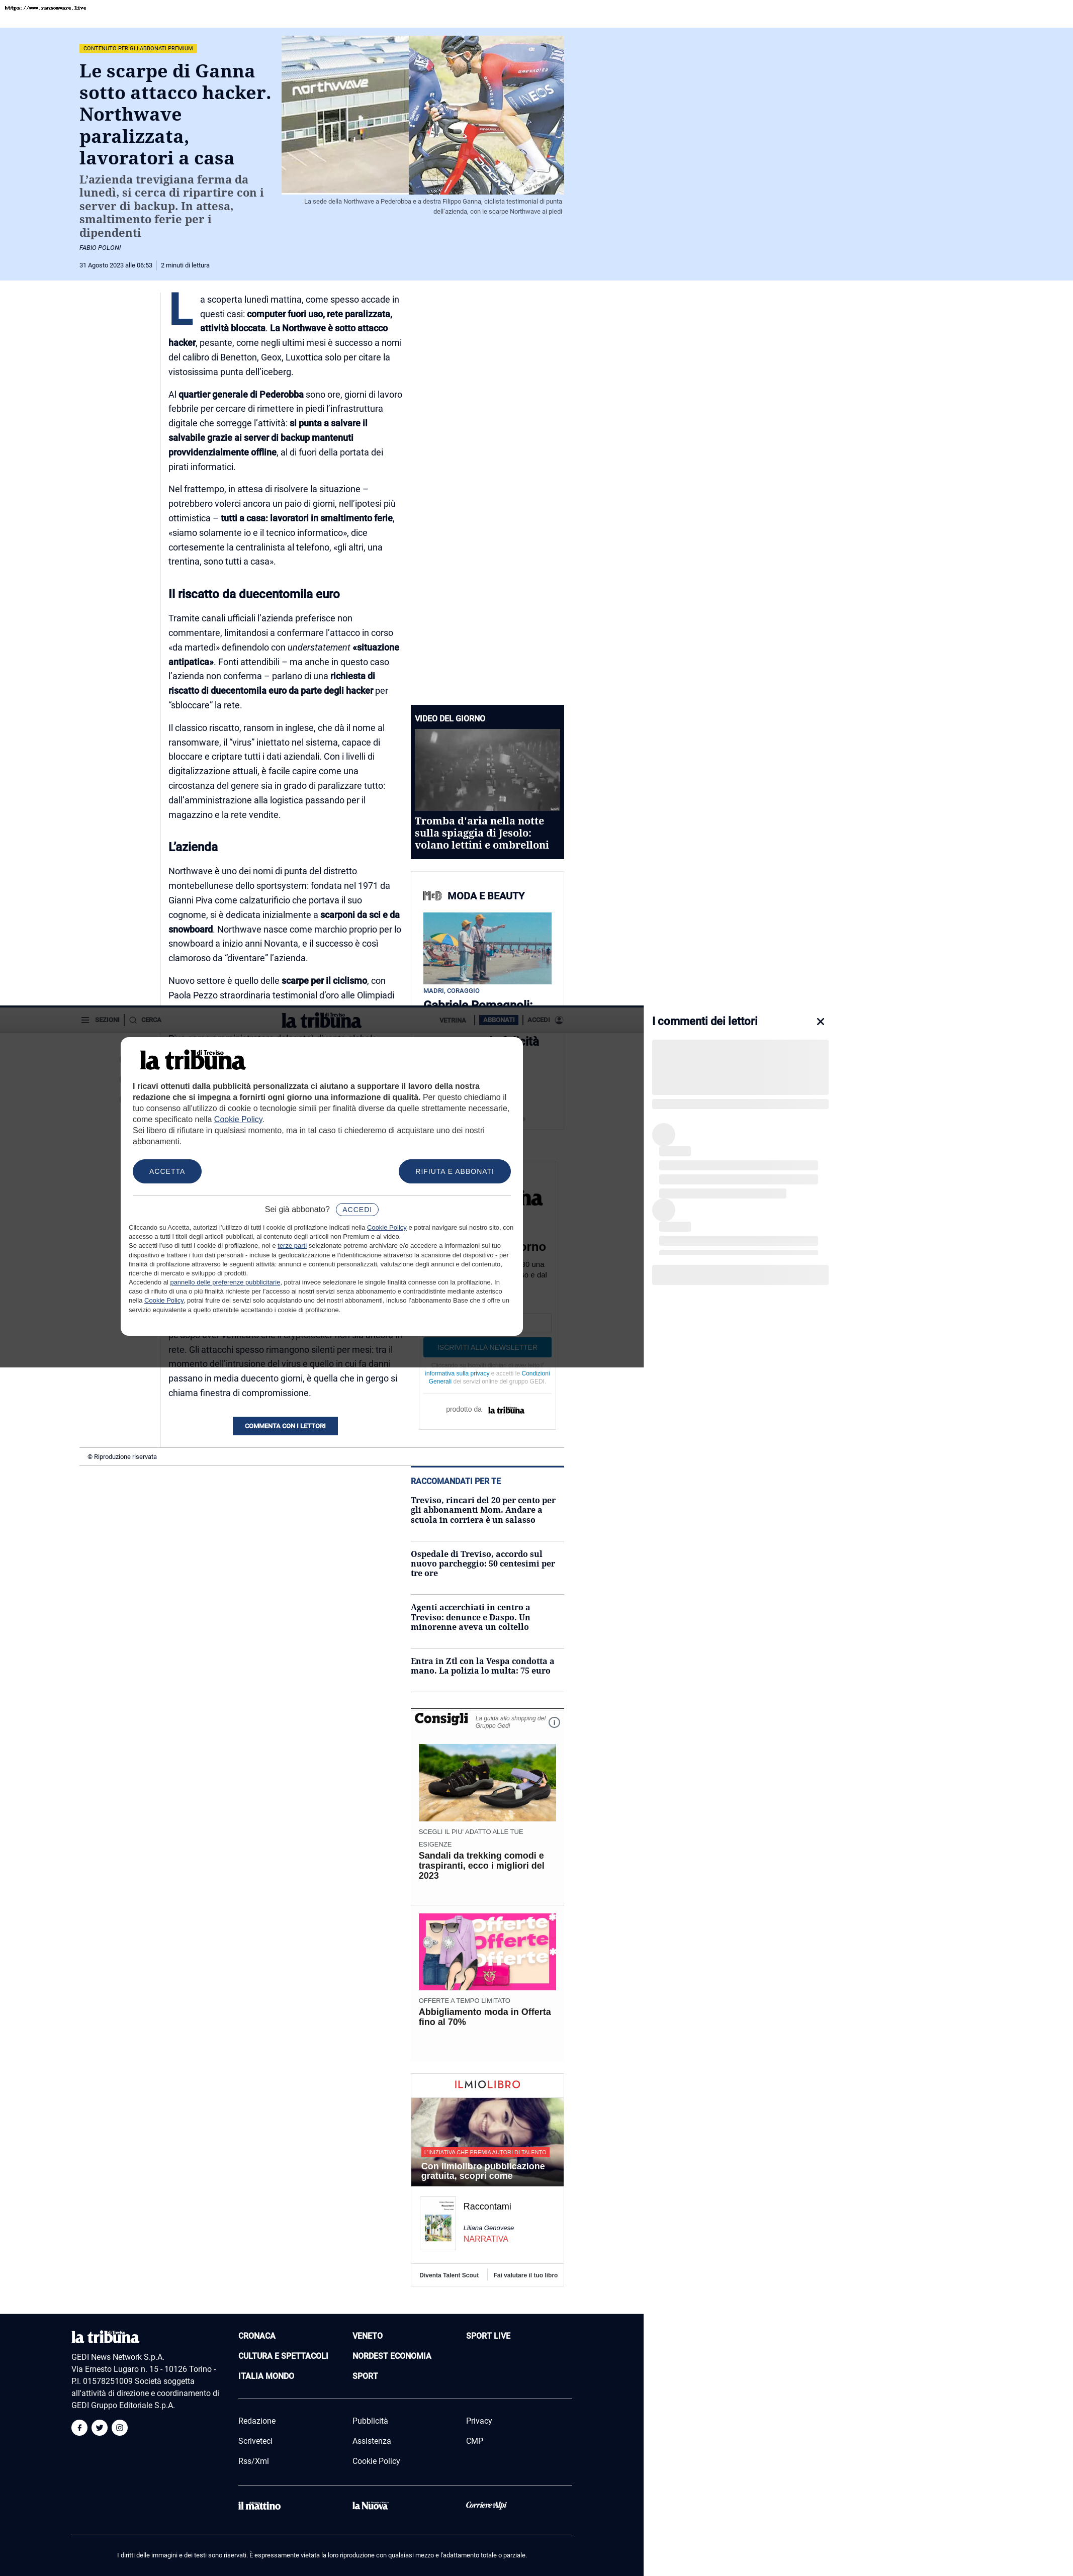 https://www.ransomware.live
CONTENUTO PER GLI ABBONATI PREMIUM
Le scarpe di Ganna
sotto attacco hacker.
Northwave
paralizzata,
lavoratori a casa
L'azienda trevigiana ferma da
lunedì, si cerca di ripartire con i
server di backup. In attesa,
smaltimento ferie per i
dipendenti
FABIO POLONI
31 Agosto 2023 alle 06:53
2 minuti di lettura
northwave
INEOS
La sede della Northwave a Pederobba e a destra Filippo Ganna, ciclista testimonial di punta
dell'azienda, con le scarpe Northwave ai piedi
La scoperta lunedì mattina, come spesso accade in
questi casi: computer fuori uso, rete paralizzata,
attività bloccata. La Northwave è sotto attacco
hacker, pesante, come negli ultimi mesi è successo a nomi
del calibro di Benetton, Geox, Luxottica solo per citare la
vistosissima punta dell'iceberg.
Al quartier generale di Pederobba sono ore, giorni di lavoro
febbrile per cercare di rimettere in piedi l'infrastruttura
digitale che sorregge l'attività: si punta a salvare il
salvabile grazie ai server di backup mantenuti
provvidenzialmente offline, al di fuori della portata dei
pirati informatici.
Nel frattempo, in attesa di risolvere la situazione –
potrebbero volerci ancora un paio di giorni, nell'ipotesi più
ottimistica – tutti a casa: lavoratori in smaltimento ferie,
«siamo solamente io e il tecnico informatico», dice
cortesemente la centralinista al telefono, «gli altri, una
trentina, sono tutti a casa».
Il riscatto da duecentomila euro
Tramite canali ufficiali l'azienda preferisce non
commentare, limitandosi a confermare l'attacco in corso
«da martedì» definendolo con understatement «situazione
antipatica». Fonti attendibili – ma anche in questo caso
l'azienda non conferma – parlano di una richiesta di
riscatto di duecentomila euro da parte degli hacker per
"sbloccare" la rete.
Il classico riscatto, ransom in inglese, che dà il nome al
ransomware, il "virus" iniettato nel sistema, capace di
bloccare e criptare tutti i dati aziendali. Con i livelli di
digitalizzazione attuali, è facile capire come una
circostanza del genere sia in grado di paralizzare tutto:
dall'amministrazione alla logistica passando per il
magazzino e la rete vendite.
L'azienda
Northwave è uno dei nomi di punta del distretto
montebellunese dello sportsystem: fondata nel 1971 da
Gianni Piva come calzaturificio che portava il suo
cognome, si è dedicata inizialmente a scarponi da sci e da
snowboard. Northwave nasce come marchio proprio per lo
snowboard a inizio anni Novanta, e il successo è così
clamoroso da "diventare" l'azienda.
Nuovo settore è quello delle scarpe per il ciclismo, con
Paola Pezzo straordinaria testimonial d'oro alle Olimpiadi
VIDEO DEL GIORNO
Tromba d'aria nella notte
sulla spiaggia di Jesolo:
volano lettini e ombrelloni
MODA E BEAUTY
MADRI, CORAGGIO
Gabriele Romagnoli:
SEZIONI
CERCA
la tribuna
di Treviso
VETRINA
ABBONATI
ACCEDI
I commenti dei lettori
la tribuna
di Treviso
I ricavi ottenuti dalla pubblicità personalizzata ci aiutano a supportare il lavoro della nostra
redazione che si impegna a fornirti ogni giorno una informazione di qualità. Per questo chiediamo il
tuo consenso all'utilizzo di cookie o tecnologie simili per finalità diverse da quelle strettamente necessarie,
come specificato nella Cookie Policy.
Sei libero di rifiutare in qualsiasi momento, ma in tal caso ti chiederemo di acquistare uno dei nostri
abbonamenti.
ACCETTA
RIFIUTA E ABBONATI
Sei già abbonato?
ACCEDI
Cliccando su Accetta, autorizzi l'utilizzo di tutti i cookie di profilazione indicati nella Cookie Policy e potrai navigare sul nostro sito, con
accesso a tutti i titoli degli articoli pubblicati, al contenuto degli articoli non Premium e ai video.
Se accetti l'uso di tutti i cookie di profilazione, noi e terze parti selezionate potremo archiviare e/o accedere a informazioni sul tuo
dispositivo e trattare i tuoi dati personali - incluse la geolocalizzazione e l'identificazione attraverso la scansione del dispositivo - per
finalità di profilazione attraverso le seguenti attività: annunci e contenuti personalizzati, valutazione degli annunci e del contenuto,
ricerche di mercato e sviluppo di prodotti.
Accedendo al pannello delle preferenze pubblicitarie, potrai invece selezionare le singole finalità connesse con la profilazione. In
caso di rifiuto di una o più finalità richieste per l'accesso ai nostri servizi senza abbonamento e contraddistinte mediante asterisco
nella Cookie Policy, potrai fruire dei servizi solo acquistando uno dei nostri abbonamenti, incluso l'abbonamento Base che ti offre un
servizio equivalente a quello ottenibile accettando i cookie di profilazione.
rete. Gli attacchi spesso rimangono silenti per mesi: tra il
momento dell'intrusione del virus e quello in cui fa danni
passano in media duecento giorni, è quella che in gergo si
chiama finestra di compromissione.
ISCRIVITI ALLA NEWSLETTER
informativa sulla privacy e accetti le Condizioni
Generali dei servizi online del gruppo GEDI.
prodotto da
la tribuna
COMMENTA CON I LETTORI
© Riproduzione riservata
RACCOMANDATI PER TE
Treviso, rincari del 20 per cento per
gli abbonamenti Mom. Andare a
scuola in corriera è un salasso
Ospedale di Treviso, accordo sul
nuovo parcheggio: 50 centesimi per
tre ore
Agenti accerchiati in centro a
Treviso: denunce e Daspo. Un
minorenne aveva un coltello
Entra in Ztl con la Vespa condotta a
mano. La polizia lo multa: 75 euro
Consigli
La guida allo shopping del
Gruppo Gedi
SCEGLI IL PIU' ADATTO ALLE TUE
ESIGENZE
Sandali da trekking comodi e
traspiranti, ecco i migliori del
2023
Offerte
Offerte
Offerte
OFFERTE A TEMPO LIMITATO
Abbigliamento moda in Offerta
fino al 70%
ILMIOLIBRO
L'INIZIATIVA CHE PREMIA AUTORI DI TALENTO
Con ilmiolibro pubblicazione
gratuita, scopri come
Raccontami
Liliana Genovese
NARRATIVA
Diventa Talent Scout
Fai valutare il tuo libro
la tribuna
di Treviso
GEDI News Network S.p.A.
Via Ernesto Lugaro n. 15 - 10126 Torino -
P.I. 01578251009 Società soggetta
all'attività di direzione e coordinamento di
GEDI Gruppo Editoriale S.p.A.
CRONACA
VENETO
SPORT LIVE
CULTURA E SPETTACOLI
NORDEST ECONOMIA
ITALIA MONDO
SPORT
Redazione
Pubblicità
Privacy
Scriveteci
Assistenza
CMP
Rss/Xml
Cookie Policy
il mattino
la Nuova
Corriere Alpi
I diritti delle immagini e dei testi sono riservati. È espressamente vietata la loro riproduzione con qualsiasi mezzo e l'adattamento totale o parziale.